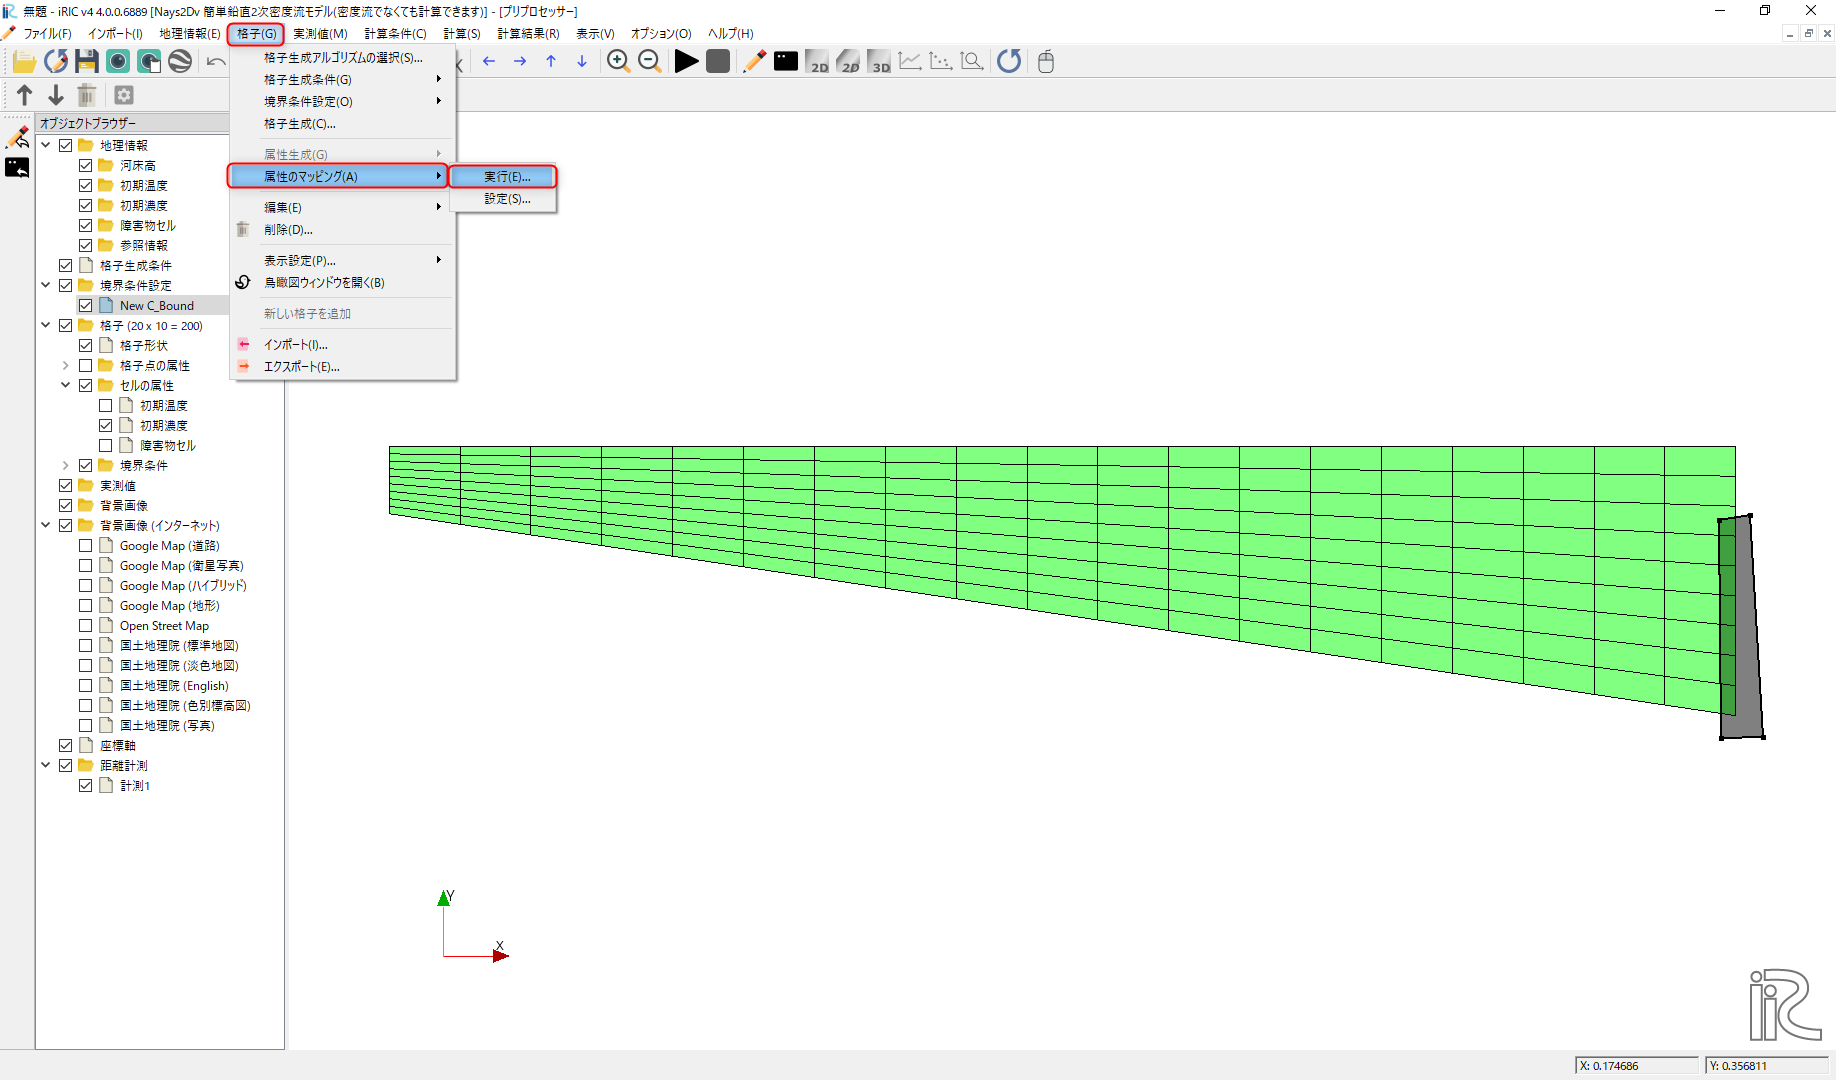 無題 - iRIC v4 4.0.0.6889 [Nays2Dv 簡単鉛直2次密度流モデル(密度流でなくても計算できます)] - [プリプロセッサー]
ファイル(F) インポート(I) 地理情報(E) 格子(G) 実測値(M) 計算条件(C) 計算(S) 計算結果(R) 表示(V) オプション(O) ヘルプ(H)
2D 2D 3D
格子生成アルゴリズムの選択(S)...
格子生成条件(G)
境界条件設定(O)
格子生成(C)...
属性生成(G)
属性のマッピング(A)
実行(E)...
設定(S)...
編集(E)
削除(D)...
表示設定(P)...
鳥瞰図ウィンドウを開く(B)
新しい格子を追加
インポート(I)...
エクスポート(E)...
オブジェクトブラウザー
地理情報
河床高
初期温度
初期濃度
障害物セル
参照情報
格子生成条件
境界条件設定
New C_Bound
格子 (20 x 10 = 200)
格子形状
格子点の属性
セルの属性
初期温度
初期濃度
障害物セル
境界条件
実測値
背景画像
背景画像 (インターネット)
Google Map (道路)
Google Map (衛星写真)
Google Map (ハイブリッド)
Google Map (地形)
Open Street Map
国土地理院 (標準地図)
国土地理院 (淡色地図)
国土地理院 (English)
国土地理院 (色別標高図)
国土地理院 (写真)
座標軸
距離計測
計測1
Y
X
iRIC
X: 0.174686
Y: 0.356811